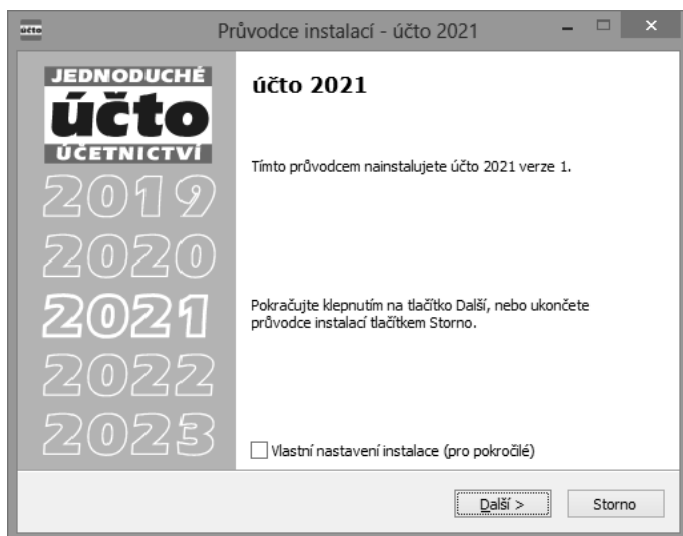 účto
Průvodce instalací - účto 2021
JEDNODUCHÉ
účto
ÚČETNICTVÍ
2019
2020
2021
2022
2023
účto 2021
Tímto průvodcem nainstalujete účto 2021 verze 1.
Pokračujte klepnutím na tlačítko Další, nebo ukončete
průvodce instalací tlačítkem Storno.
Vlastní nastavení instalace (pro pokročilé)
Další >
Storno